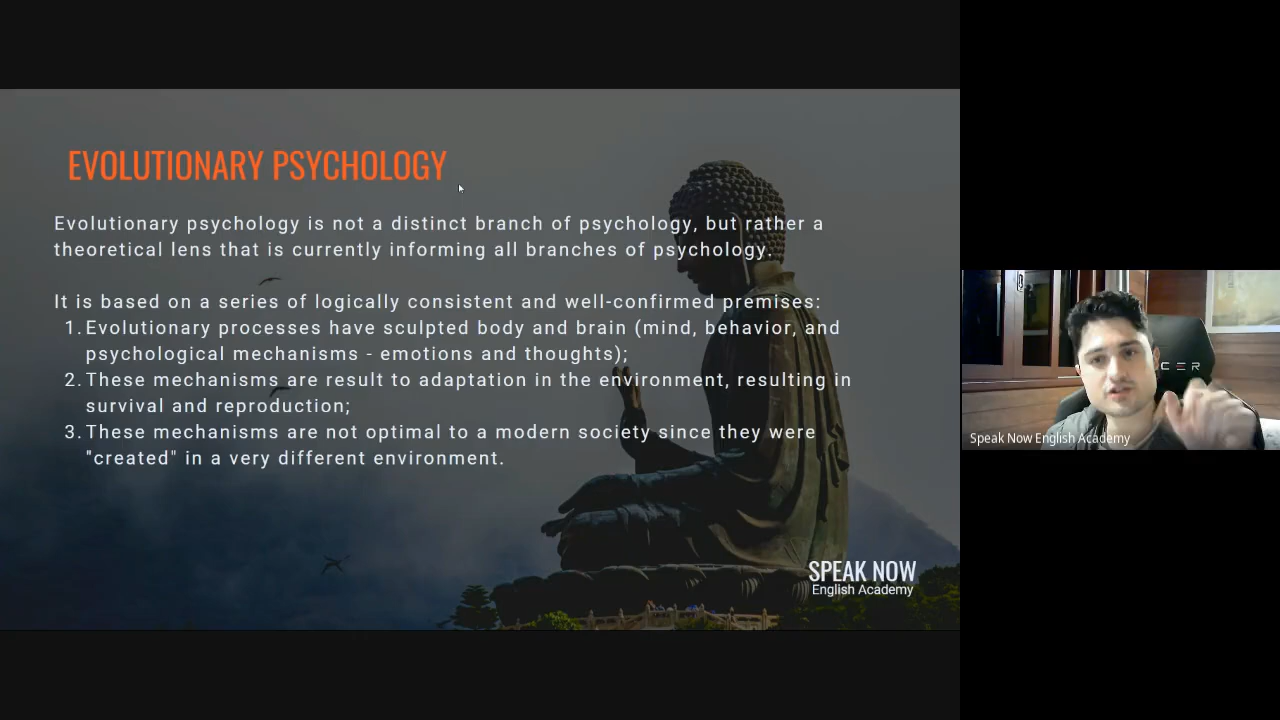 EVOLUTIONARY PSYCHOLOGY
Evolutionary psychology is not a distinct branch of psychology, but rather a
theoretical lens that is currently informing all branches of psychology.
It is based on a series of logically consistent and well-confirmed premises:
1. Evolutionary processes have sculpted body and brain (mind, behavior, and
psychological mechanisms - emotions and thoughts);
2. These mechanisms are result to adaptation in the environment, resulting in
survival and reproduction;
3. These mechanisms are not optimal to a modern society since they were
"created" in a very different environment.
SPEAK NOW
English Academy
CER
Speak Now English Academy